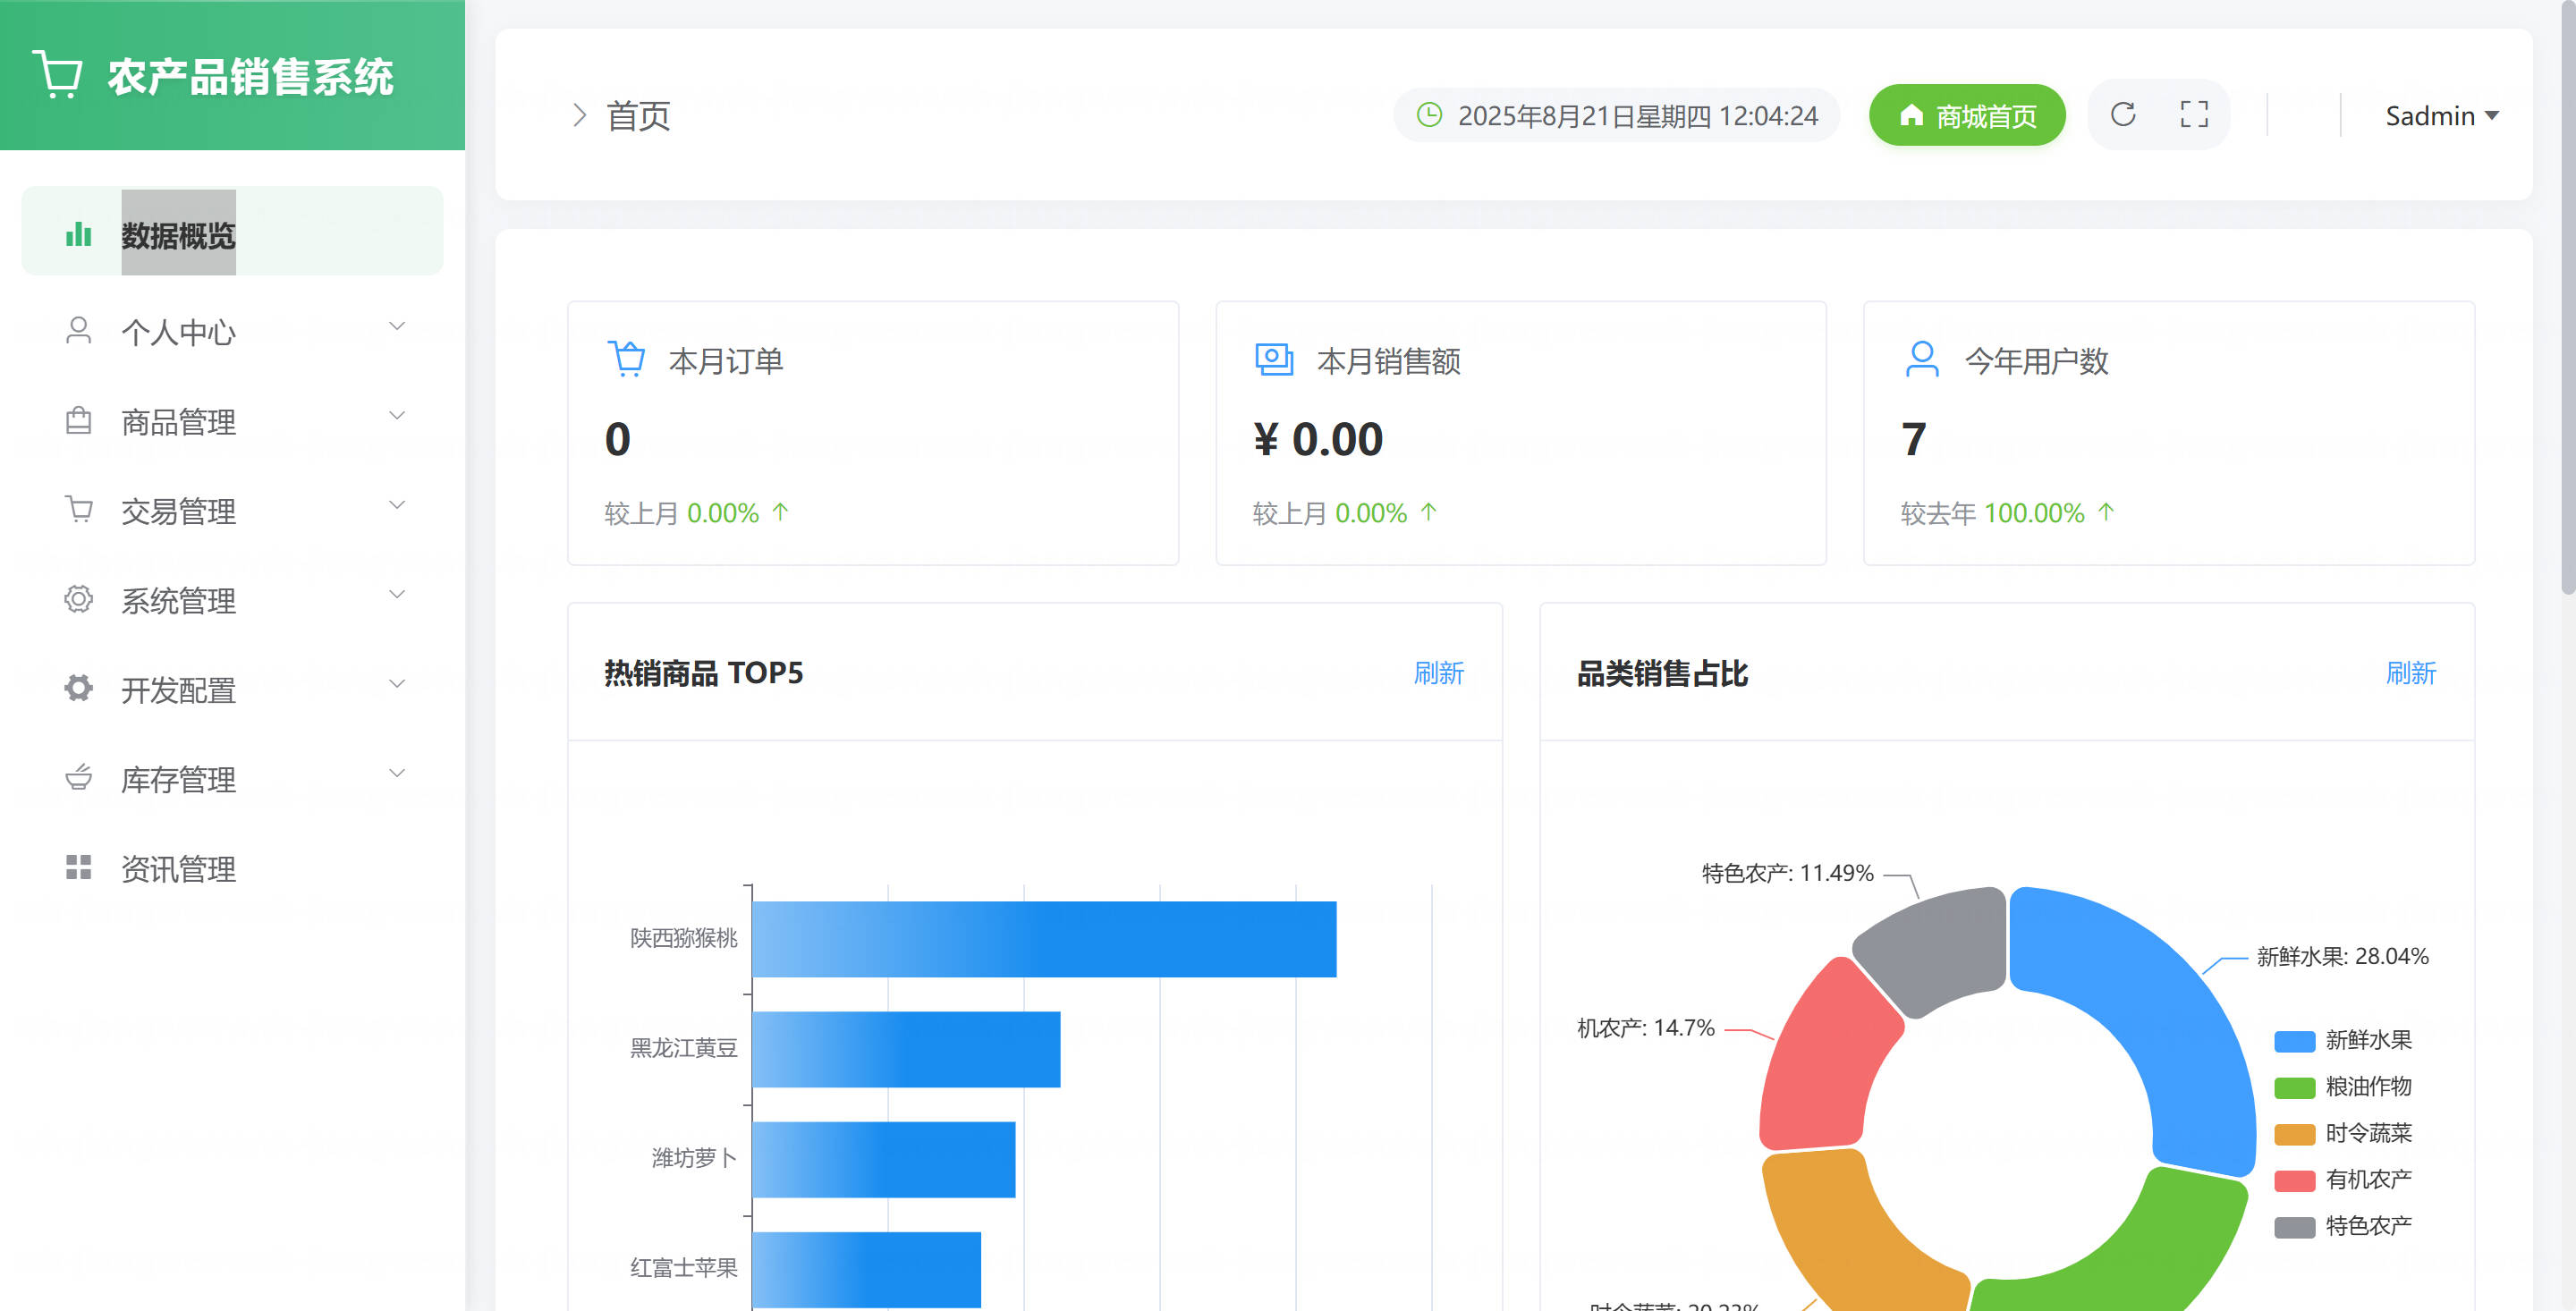 农产品销售系统
数据概览
个人中心
商品管理
交易管理
系统管理
开发配置
库存管理
资讯管理
首页
2025年8月21日星期四 12:04:24
商城首页
Sadmin
本月订单
0
较上月 0.00%
本月销售额
¥ 0.00
较上月 0.00%
今年用户数
7
较去年 100.00%
热销商品 TOP5
刷新
陕西猕猴桃
黑龙江黄豆
潍坊萝卜
红富士苹果
品类销售占比
刷新
特色农产: 11.49%
新鲜水果: 28.04%
机农产: 14.7%
时令蔬菜: 20.23%
新鲜水果
粮油作物
时令蔬菜
有机农产
特色农产